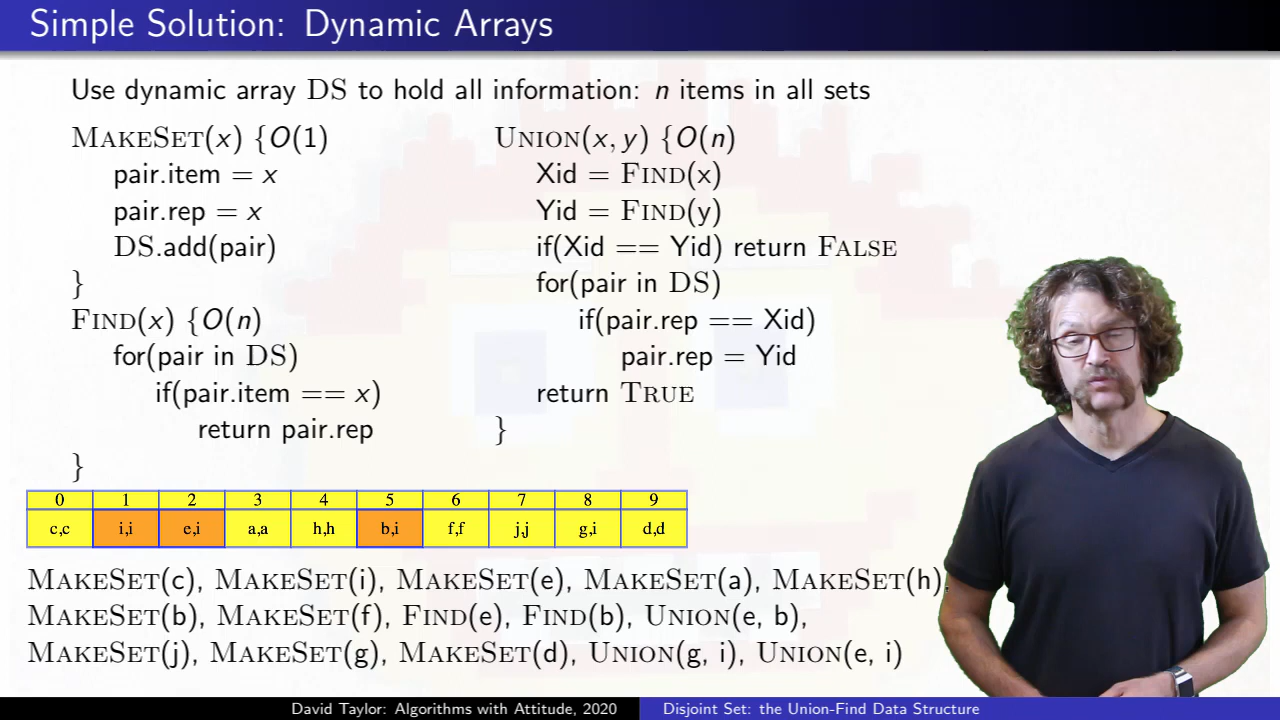 Simple Solution: Dynamic Arrays
Use dynamic array DS to hold all information: n items in all sets
MakeSet(x) {O(1)
pair.item = x
pair.rep = x
DS.add(pair)
}
Find(x) {O(n)
for(pair in DS)
if(pair.item == x)
return pair.rep
}
Union(x, y) {O(n)
Xid = Find(x)
Yid = Find(y)
if(Xid == Yid) return False
for(pair in DS)
if(pair.rep == Xid)
pair.rep = Yid
return True
}
0 1 2 3 4 5 6 7 8 9
c,c i,i e,i a,a h,h b,i f,f j,j g,i d,d
MakeSet(c), MakeSet(i), MakeSet(e), MakeSet(a), MakeSet(h),
MakeSet(b), MakeSet(f), Find(e), Find(b), Union(e, b),
MakeSet(j), MakeSet(g), MakeSet(d), Union(g, i), Union(e, i)
David Taylor: Algorithms with Attitude, 2020 Disjoint Set: the Union-Find Data Structure